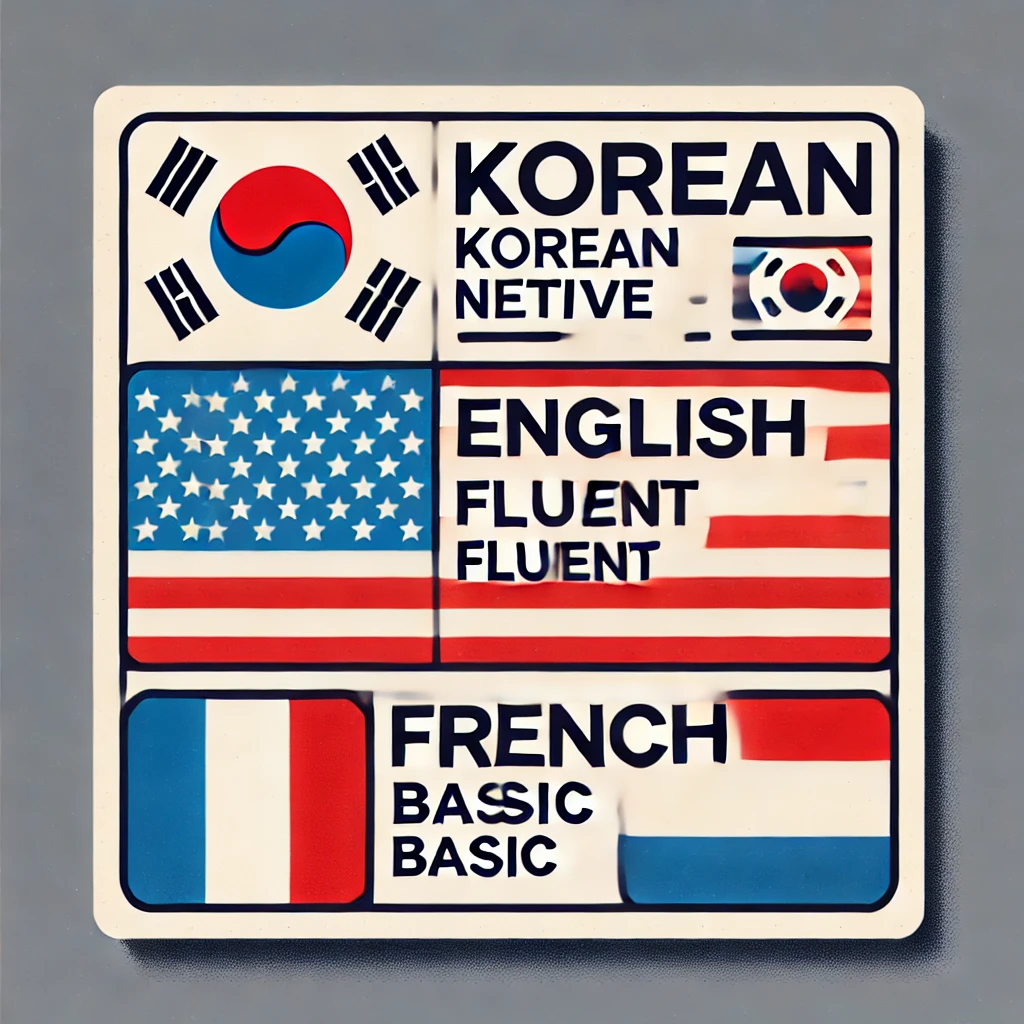 KOREAN
KOREAN
NETIVE
ENGLISH
FLUENT
FLUENT
FRENCH
BASSIC
BASIC